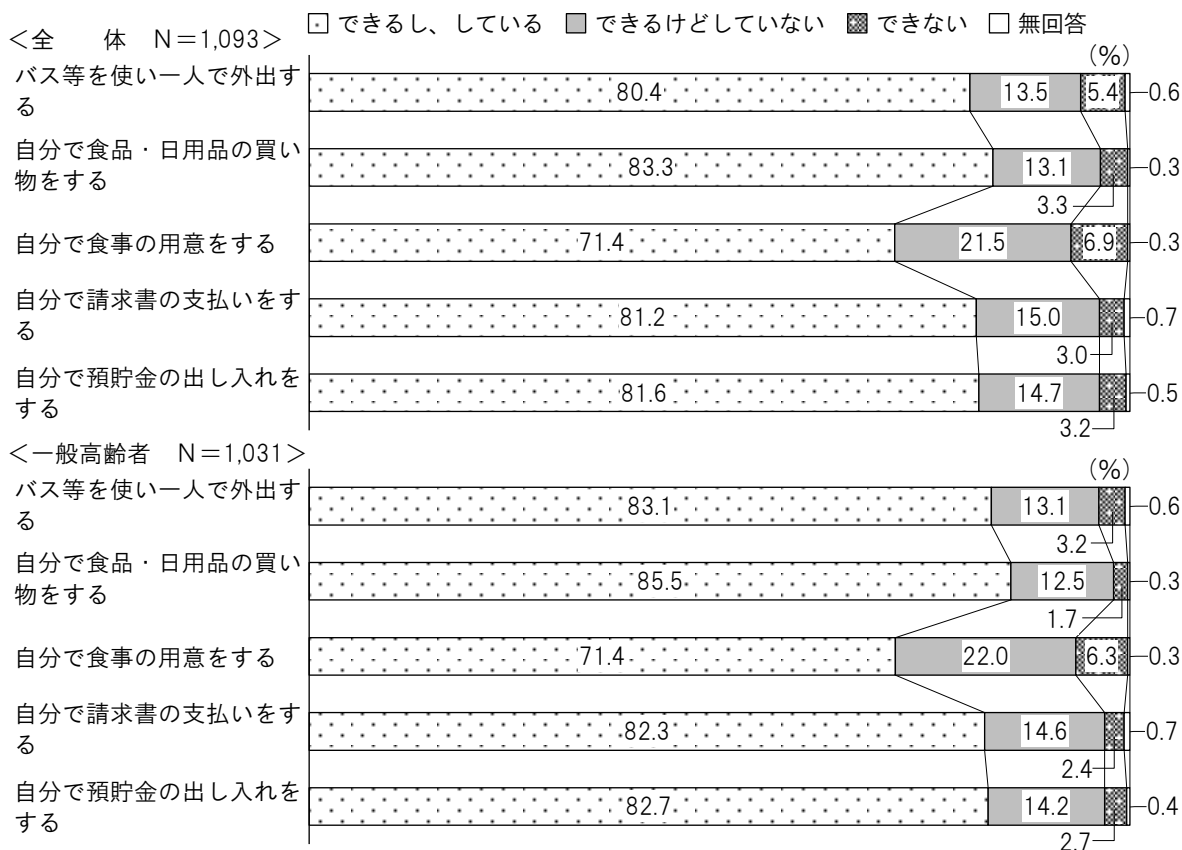 できるし、している できるけどしていない できない 無回答
＜全　体　N＝1,093＞
(%)
バス等を使い一人で外出す
る
80.4 13.5 5.4 0.6
自分で食品・日用品の買い
物をする
83.3 13.1 3.3 0.3
自分で食事の用意をする
71.4 21.5 6.9 0.3
自分で請求書の支払いをす
る
81.2 15.0 3.0 0.7
自分で預貯金の出し入れを
する
81.6 14.7 3.2 0.5
＜一般高齢者　N＝1,031＞
(%)
バス等を使い一人で外出す
る
83.1 13.1 3.2 0.6
自分で食品・日用品の買い
物をする
85.5 12.5 1.7 0.3
自分で食事の用意をする
71.4 22.0 6.3 0.3
自分で請求書の支払いをす
る
82.3 14.6 2.4 0.7
自分で預貯金の出し入れを
する
82.7 14.2 2.7 0.4